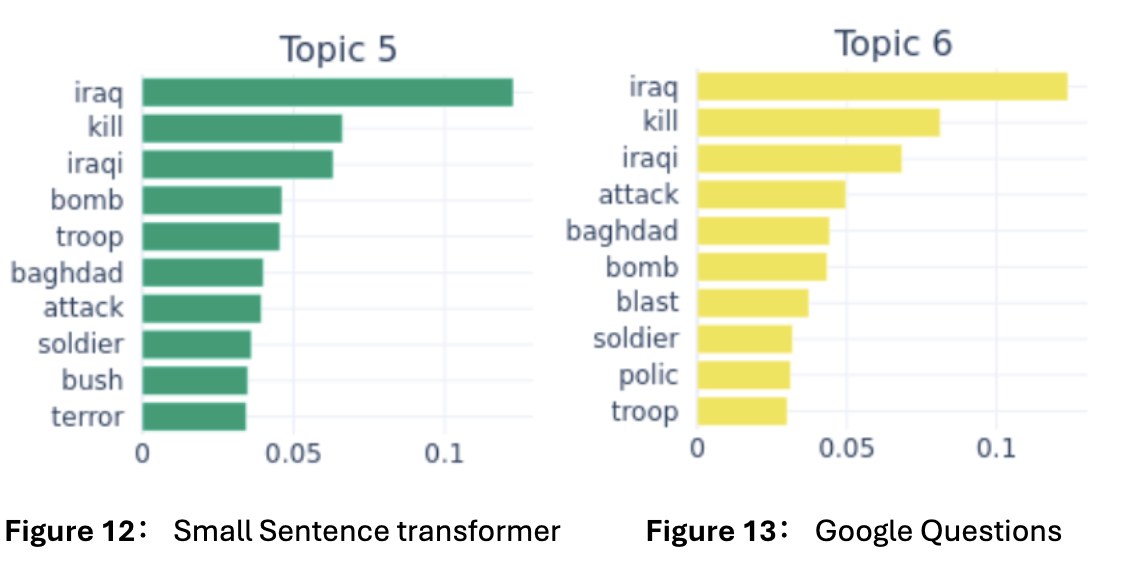 Topic 5
iraq
kill
iraqi
bomb
troop
baghdad
attack
soldier
bush
terror
0 0.05 0.1
Figure 12: Small Sentence transformer
Topic 6
iraq
kill
iraqi
attack
baghdad
bomb
blast
soldier
polic
troop
0 0.05 0.1
Figure 13: Google Questions